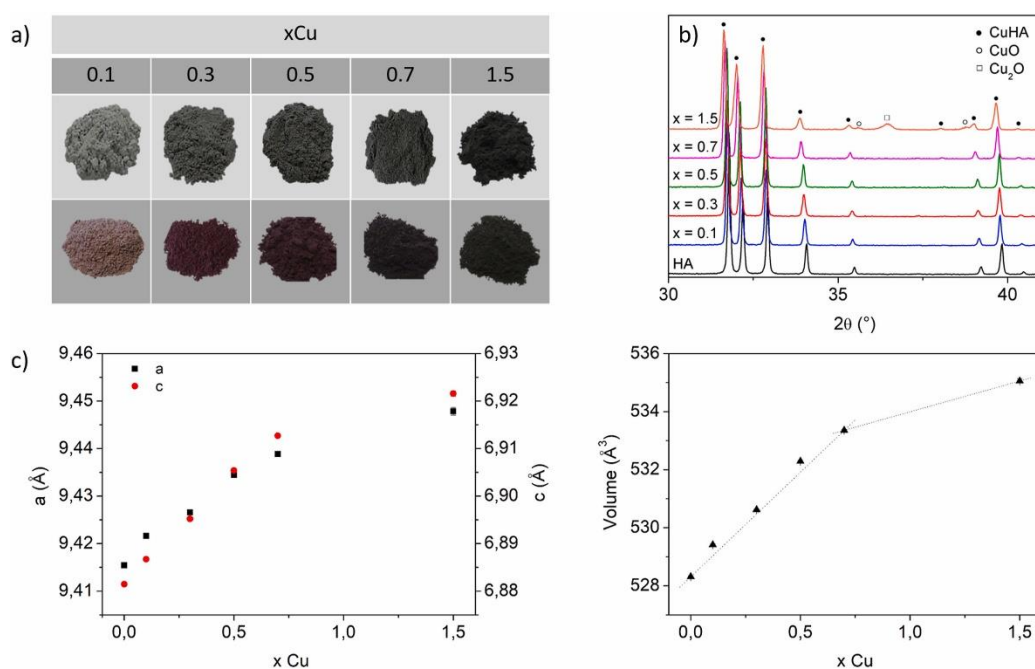 a)
xCu
0.1 0.3 0.5 0.7 1.5
b)
CuHA
CuO
Cu₂O
x = 1.5
x = 0.7
x = 0.5
x = 0.3
x = 0.1
HA
30 35 40
2θ (°)
c)
a
c
9,46
9,45
9,44
9,43
9,42
9,41
a (Å)
6,93
6,92
6,91
6,90
6,89
6,88
c (Å)
0,0 0,5 1,0 1,5
x Cu
536
534
532
530
528
Volume (Å³)
0,0 0,5 1,0 1,5
x Cu